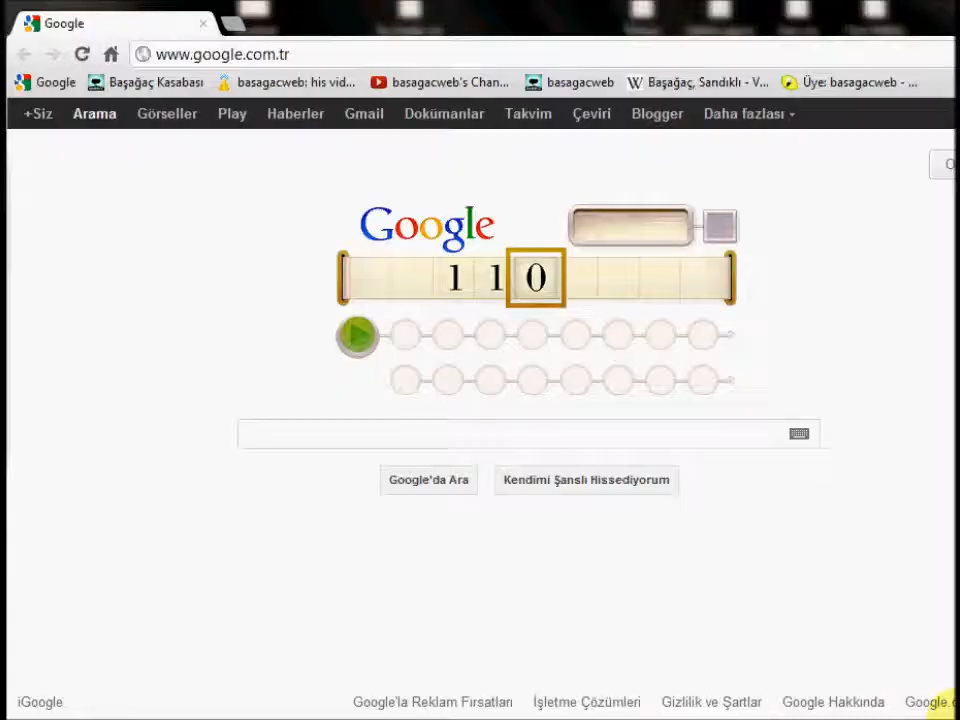 Google
www.google.com.tr
Google Başağaç Kasabası basagacweb: his vid... basagacweb's Chan... basagacweb Başağaç, Sandıklı - V... Üye: basagacweb - ...
+Siz Arama Görseller Play Haberler Gmail Dokümanlar Takvim Çeviri Blogger Daha fazlası
Google
1 1 0
Google'da Ara Kendimi Şanslı Hissediyorum
iGoogle Google'la Reklam Fırsatları İşletme Çözümleri Gizlilik ve Şartlar Google Hakkında